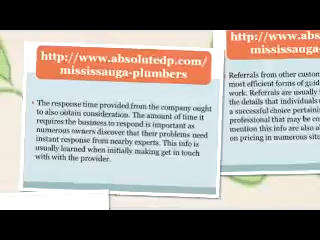 http://www.absolutedp.com/
mississauga-plumbers
• The response time provided from the company ought
to also obtain consideration. The amount of time it
requires the business to respond is important as
numerous owners discover that their problems need
instant response from nearby experts. This info is
usually learned when initially making get in touch
with with the provider.
http://www
mississauga-
Referrals from other custom
most efficient forms of guid
work. Referrals are usually
the details that individuals
a successful choice pertain
professional that may be co
mention this info are also al
on pricing in numerous sit